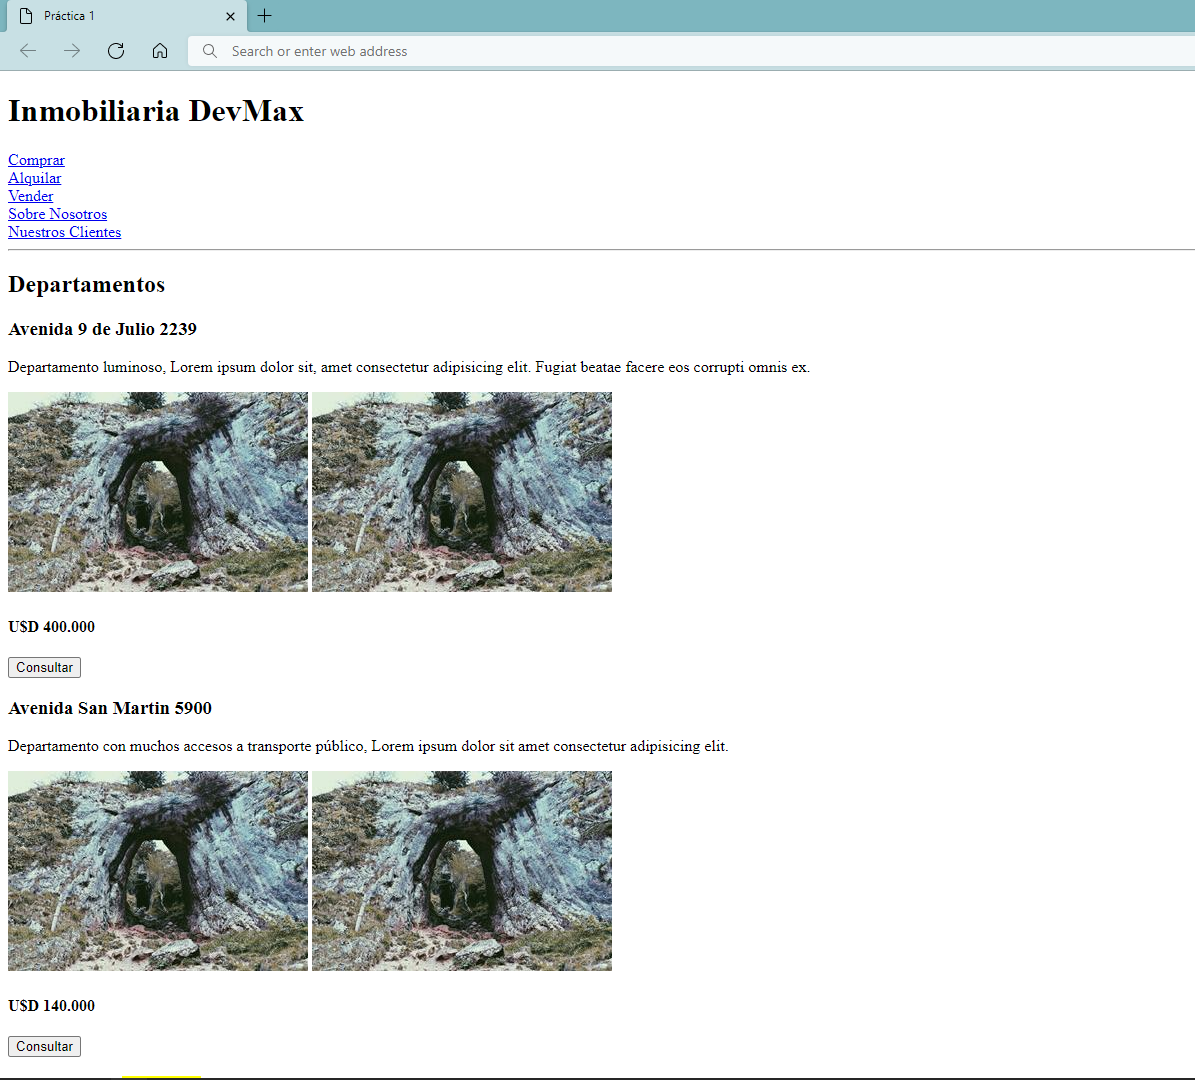 Práctica 1
Search or enter web address
Inmobiliaria DevMax
Comprar
Alquilar
Vender
Sobre Nosotros
Nuestros Clientes
Departamentos
Avenida 9 de Julio 2239
Departamento luminoso, Lorem ipsum dolor sit, amet consectetur adipisicing elit. Fugiat beatae facere eos corrupti omnis ex.
U$D 400.000
Consultar
Avenida San Martin 5900
Departamento con muchos accesos a transporte público, Lorem ipsum dolor sit amet consectetur adipisicing elit.
U$D 140.000
Consultar